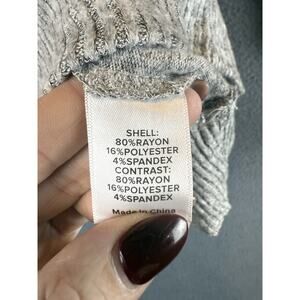 SHELL:
80%RAYON
16%POLYESTER
4%SPANDEX
CONTRAST:
80%RAYON
16%POLYESTER
4%SPANDEX
Made In China